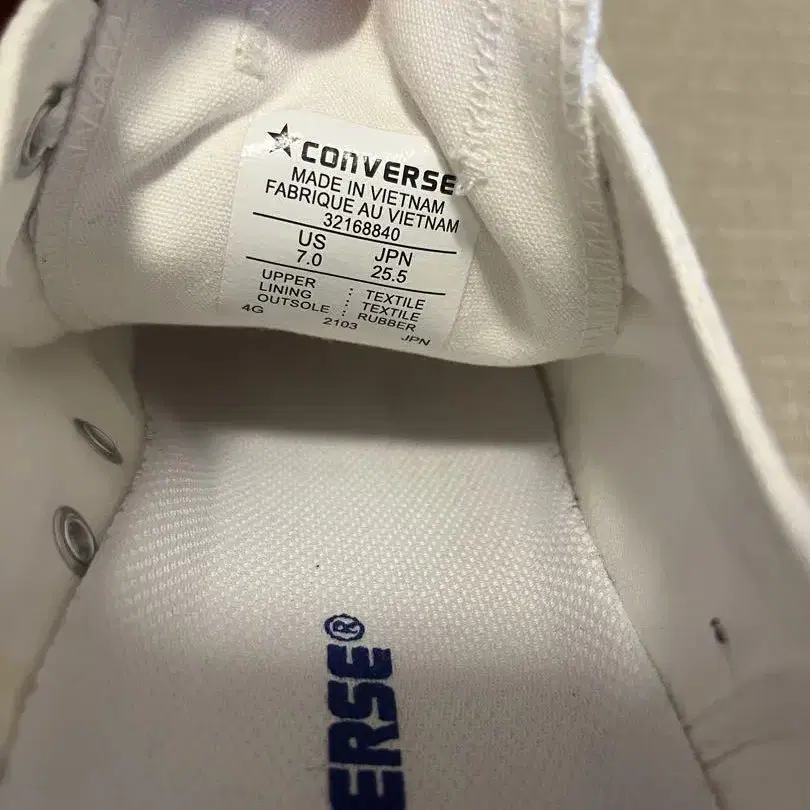 CONVERSE
MADE IN VIETNAM
FABRIQUE AU VIETNAM
32168840
US JPN
7.0 25.5
UPPER : TEXTILE
LINING : TEXTILE
OUTSOLE : RUBBER
4G 2103 JPN
ERSE®